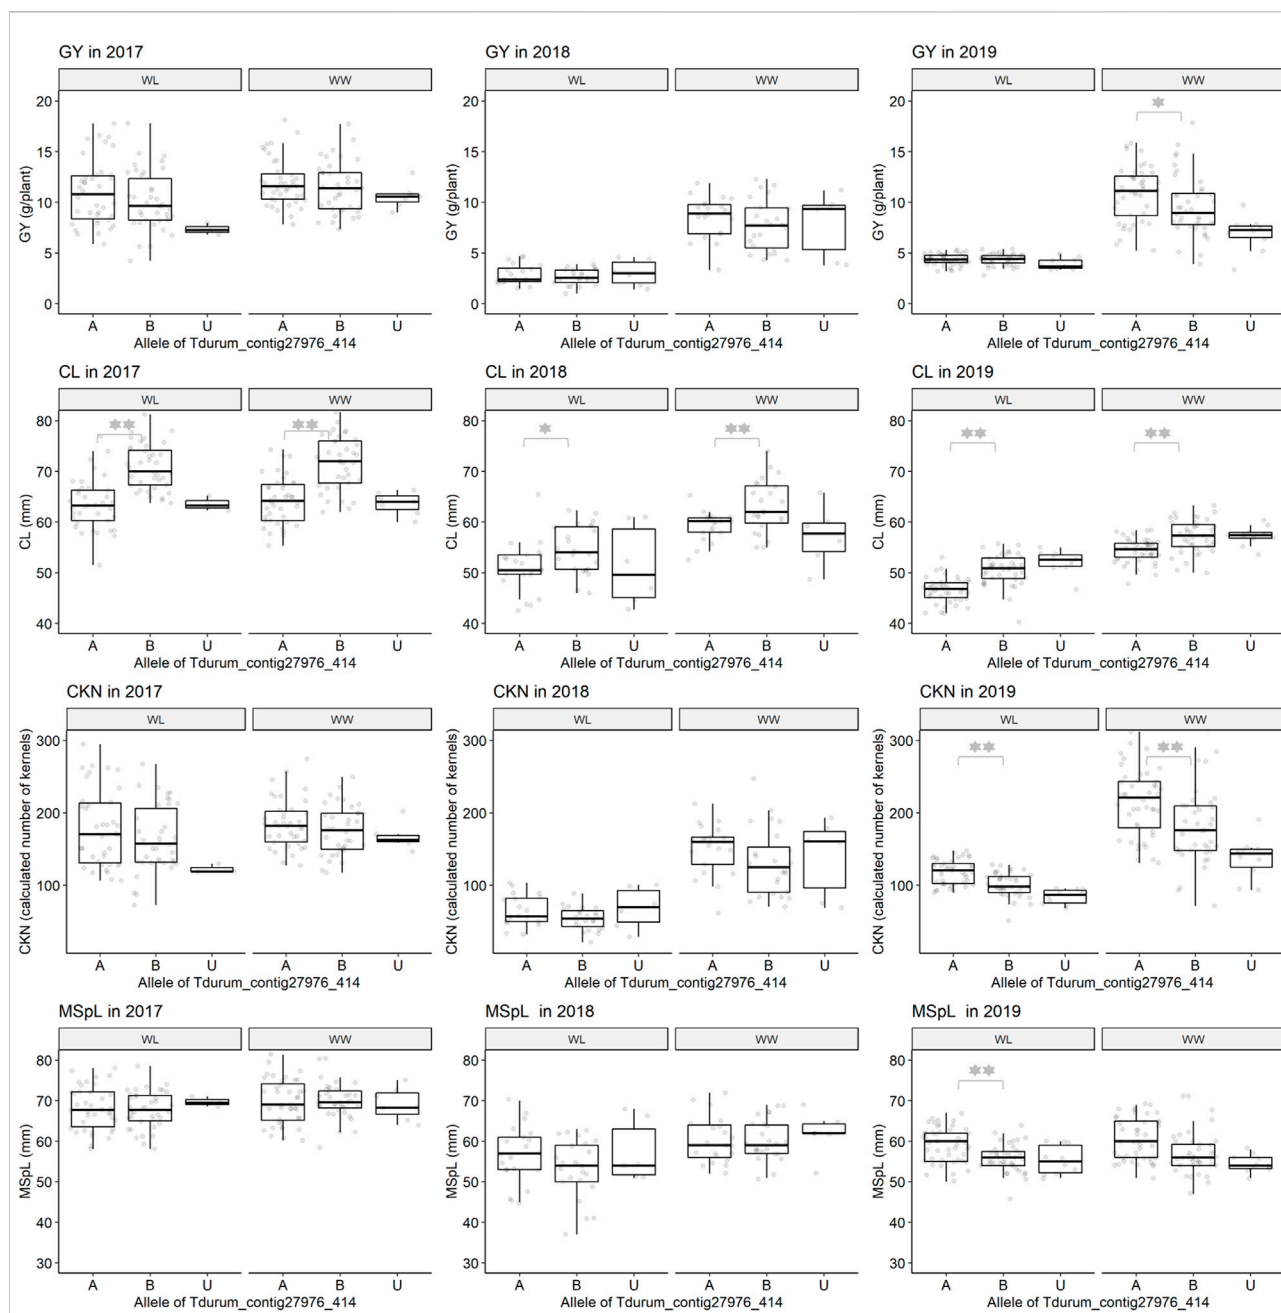 GY in 2017
GY in 2018
GY in 2019
WL WW WL WW WL WW
GY (g/plant)
20
15
10
5
0
GY (g/plant)
20
15
10
5
0
GY (g/plant)
20
15
10
5
0
A B U A B U A B U A B U A B U A B U
Allele of Tdurum_contig27976_414
Allele of Tdurum_contig27976_414
Allele of Tdurum_contig27976_414
CL in 2017
CL in 2018
CL in 2019
WL WW WL WW WL WW
CL (mm)
80
70
60
50
40
CL (mm)
80
70
60
50
40
CL (mm)
80
70
60
50
40
A B U A B U A B U A B U A B U A B U
Allele of Tdurum_contig27976_414
Allele of Tdurum_contig27976_414
Allele of Tdurum_contig27976_414
CKN in 2017
CKN in 2018
CKN in 2019
WL WW WL WW WL WW
CKN (calculated number of kernels)
300
200
100
CKN (calculated number of kernels)
300
200
100
CKN (calculated number of kernels)
300
200
100
A B U A B U A B U A B U A B U A B U
Allele of Tdurum_contig27976_414
Allele of Tdurum_contig27976_414
Allele of Tdurum_contig27976_414
MSpL in 2017
MSpL in 2018
MSpL in 2019
WL WW WL WW WL WW
MSpL (mm)
80
70
60
50
40
30
MSpL (mm)
80
70
60
50
40
30
MSpL (mm)
80
70
60
50
40
30
A B U A B U A B U A B U A B U A B U
Allele of Tdurum_contig27976_414
Allele of Tdurum_contig27976_414
Allele of Tdurum_contig27976_414